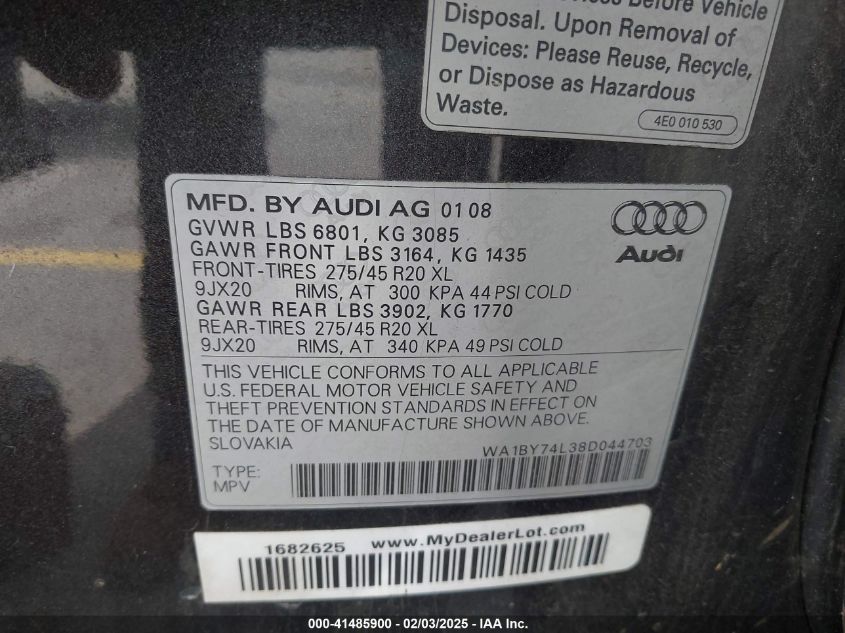 Before Vehicle
Disposal. Upon Removal of
Devices: Please Reuse, Recycle,
or Dispose as Hazardous
Waste.
4E0 010 530
MFD. BY AUDI AG 01 08
GVWR LBS 6801, KG 3085
GAWR FRONT LBS 3164, KG 1435
FRONT-TIRES 275/45 R20 XL
9JX20 RIMS, AT 300 KPA 44 PSI COLD
GAWR REAR LBS 3902, KG 1770
REAR-TIRES 275/45 R20 XL
9JX20 RIMS, AT 340 KPA 49 PSI COLD
Audi
THIS VEHICLE CONFORMS TO ALL APPLICABLE
U.S. FEDERAL MOTOR VEHICLE SAFETY AND
THEFT PREVENTION STANDARDS IN EFFECT ON
THE DATE OF MANUFACTURE SHOWN ABOVE.
SLOVAKIA
WA1BY74L38D044703
TYPE:
MPV
1682625 www.MyDealerLot.com
000-41485900 - 02/03/2025 - IAA Inc.